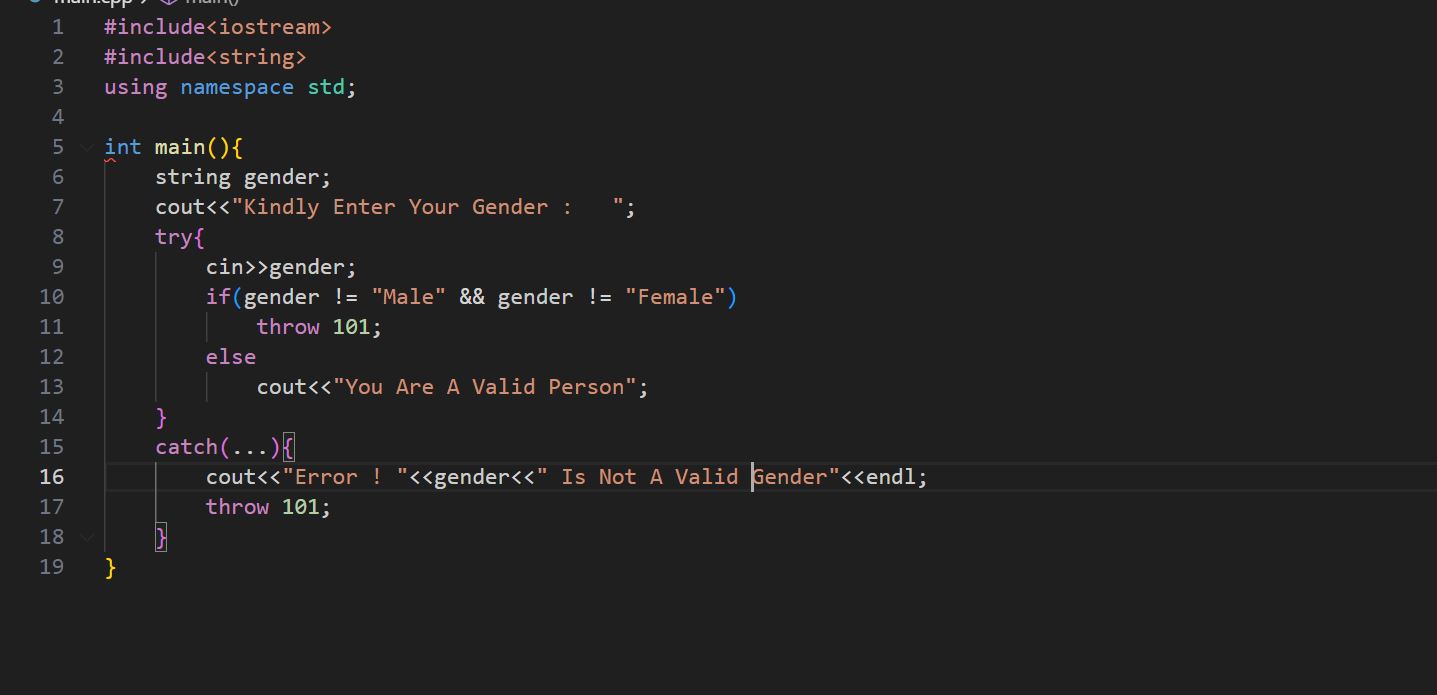 main.cpp > main()
1 #include<iostream>
2 #include<string>
3 using namespace std;
4
5 int main(){
6     string gender;
7     cout<<"Kindly Enter Your Gender :   ";
8     try{
9         cin>>gender;
10         if(gender != "Male" && gender != "Female")
11             throw 101;
12         else
13             cout<<"You Are A Valid Person";
14     }
15     catch(...){
16         cout<<"Error ! "<<gender<<" Is Not A Valid Gender"<<endl;
17         throw 101;
18     }
19 }